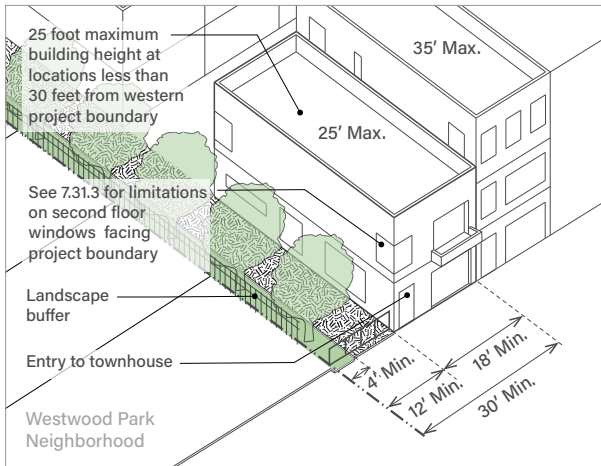 25 foot maximum
building height at
locations less than
30 feet from western
project boundary
35' Max.
25' Max.
See 7.31.3 for limitations
on second floor
windows facing
project boundary
Landscape
buffer
Entry to townhouse
4' Min.
12' Min.
18' Min.
30' Min.
Westwood Park
Neighborhood